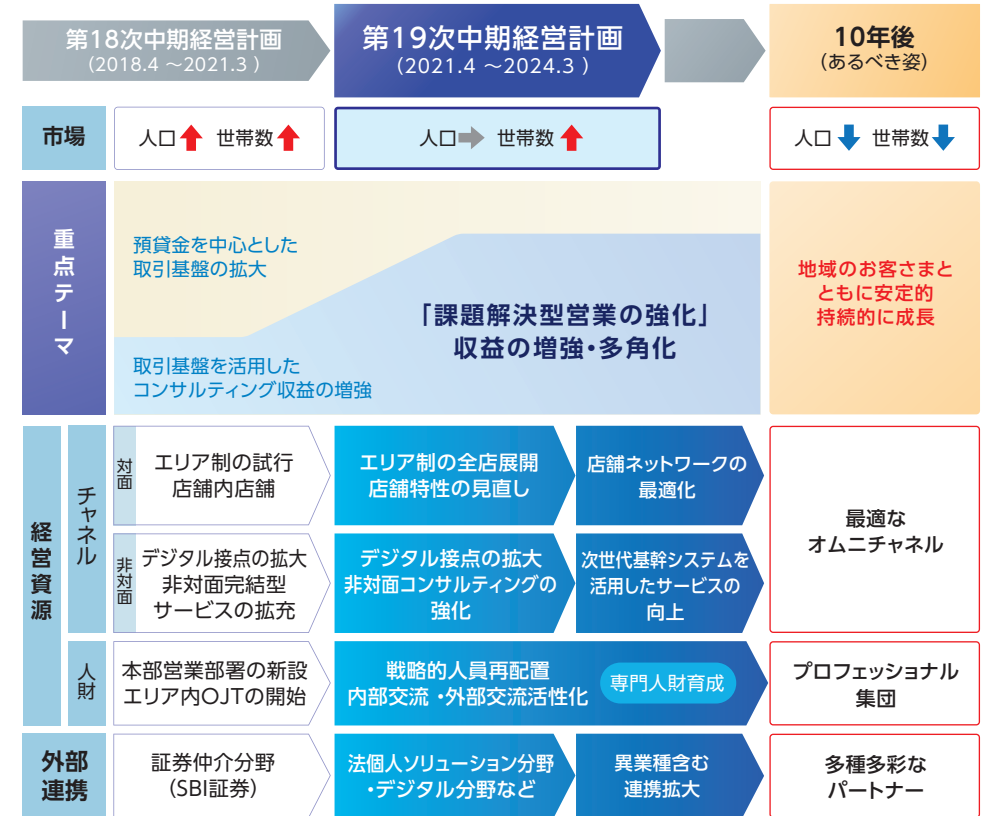 第18次中期経営計画
(2018.4 ～2021.3 )
第19次中期経営計画
(2021.4 ～2024.3 )
10年後
(あるべき姿)
市場
人口 世帯数
人口 世帯数
人口 世帯数
重点テーマ
預貸金を中心とした
取引基盤の拡大
「課題解決型営業の強化」
収益の増強・多角化
取引基盤を活用した
コンサルティング収益の増強
地域のお客さまと
ともに安定的
持続的に成長
経営資源
チャネル
対面
エリア制の試行
店舗内店舗
エリア制の全店展開
店舗特性の見直し
店舗ネットワークの
最適化
最適な
オムニチャネル
非対面
デジタル接点の拡大
非対面完結型
サービスの拡充
デジタル接点の拡大
非対面コンサルティングの
強化
次世代基幹システムを
活用したサービスの
向上
人財
本部営業部署の新設
エリア内OJTの開始
戦略的人員再配置
内部交流・外部交流活性化
専門人財育成
プロフェッショナル
集団
外部
連携
証券仲介分野
(SBI証券)
法個人ソリューション分野
・デジタル分野など
異業種含む
連携拡大
多種多彩な
パートナー